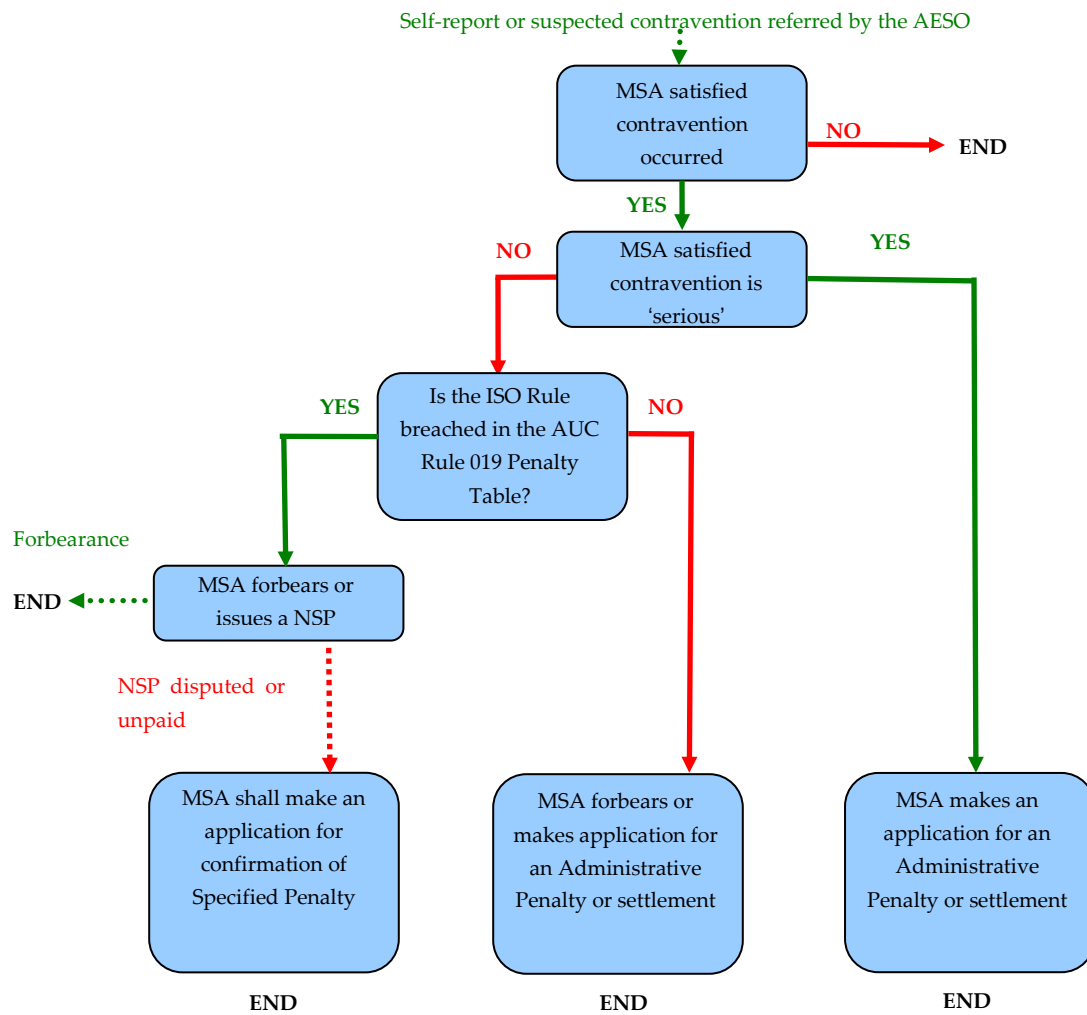 Self-report or suspected contravention referred by the AESO
MSA satisfied
contravention
occurred
NO
END
YES
MSA satisfied
contravention is
‘serious’
NO
YES
Is the ISO Rule
breached in the AUC
Rule 019 Penalty
Table?
YES
NO
Forbearance
END
MSA forbears or
issues a NSP
NSP disputed or
unpaid
MSA shall make an
application for
confirmation of
Specified Penalty
MSA forbears or
makes application for
an Administrative
Penalty or settlement
MSA makes an
application for an
Administrative
Penalty or settlement
END
END
END